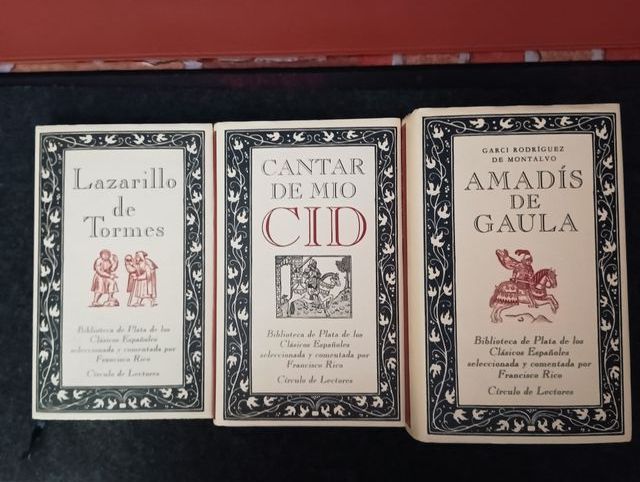 Lazarillo
de
Tormes
Biblioteca de Plata de los
Clásicos Españoles
seleccionada y comentada por
Francisco Rico
Círculo de Lectores
CANTAR
DE MIO
CID
Biblioteca de Plata de los
Clásicos Españoles
seleccionada y comentada por
Francisco Rico
Círculo de Lectores
GARCI RODRÍGUEZ
DE MONTALVO
AMADÍS
DE
GAULA
Biblioteca de Plata de los
Clásicos Españoles
seleccionada y comentada por
Francisco Rico
Círculo de Lectores